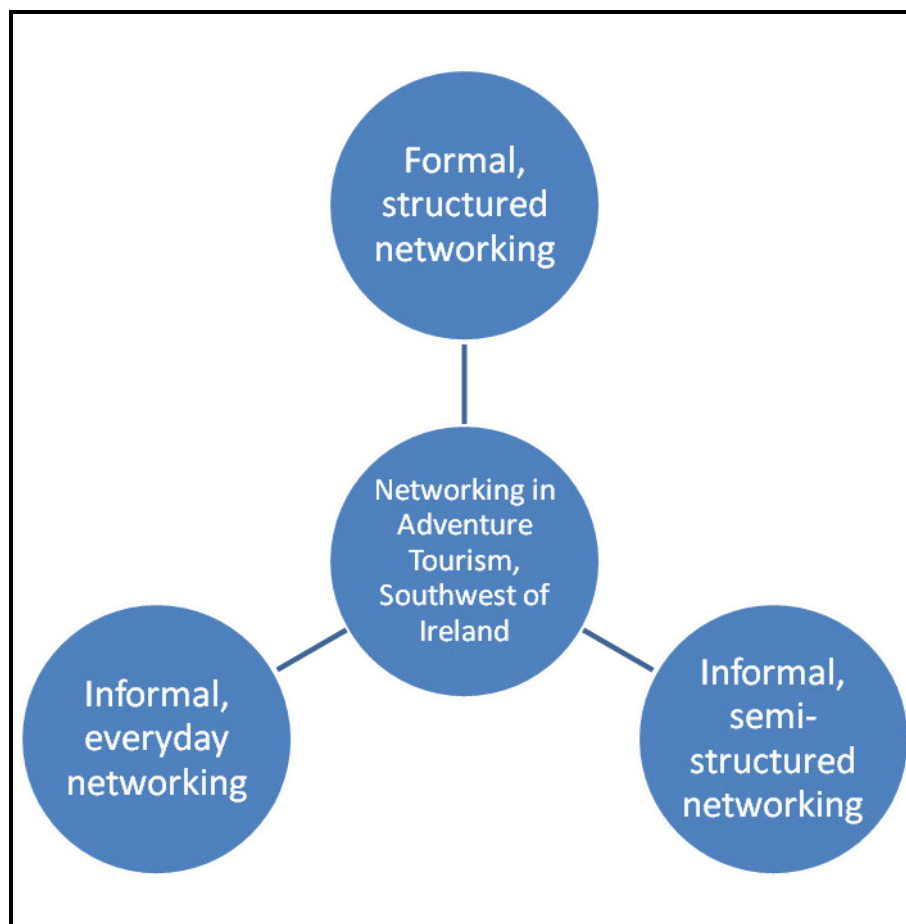 Formal,
structured
networking
Networking in
Adventure
Tourism,
Southwest of
Ireland
Informal,
everyday
networking
Informal,
semi-
structured
networking